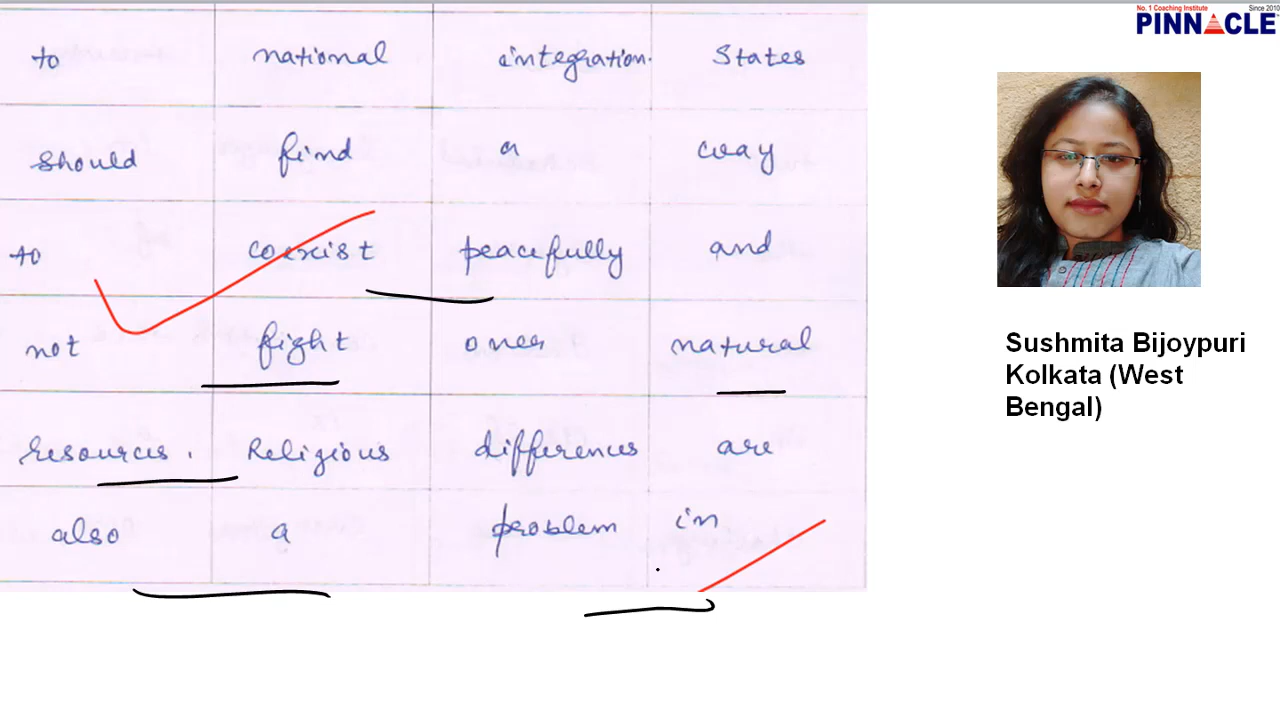 No. 1 Coaching Institute Since 2010
PINNACLE
to national integration. States
should find a way
to coexist peacefully and
not fight over natural
resources. Religious differences are
also a problem in
Sushmita Bijoypuri
Kolkata (West
Bengal)